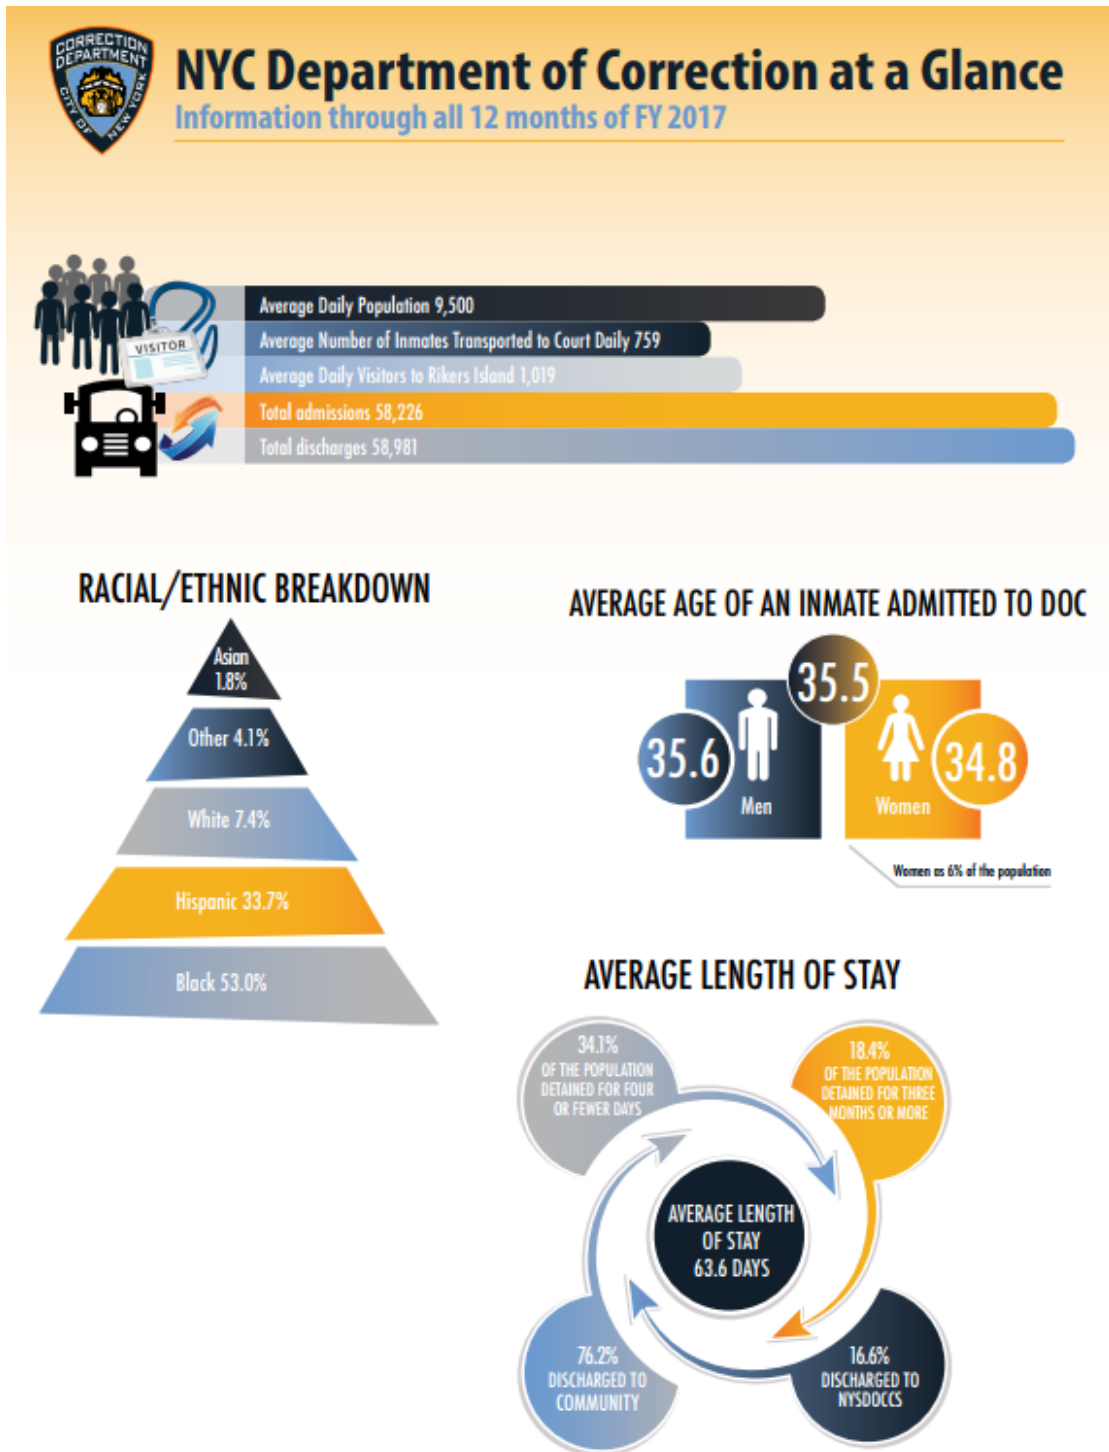 CORRECTION
DEPARTMENT
CITY OF NEW YORK
NYC Department of Correction at a Glance
Information through all 12 months of FY 2017
VISITOR
Average Daily Population 9,500
Average Number of Inmates Transported to Court Daily 759
Average Daily Visitors to Rikers Island 1,019
Total admissions 58,226
Total discharges 58,981
RACIAL/ETHNIC BREAKDOWN
Asian
1.8%
Other 4.1%
White 7.4%
Hispanic 33.7%
Black 53.0%
AVERAGE AGE OF AN INMATE ADMITTED TO DOC
35.5
35.6
34.8
Men
Women
Women as 6% of the population
AVERAGE LENGTH OF STAY
34.1%
OF THE POPULATION
DETAINED FOR FOUR
OR FEWER DAYS
18.4%
OF THE POPULATION
DETAINED FOR THREE
MONTHS OR MORE
AVERAGE LENGTH
OF STAY
63.6 DAYS
76.2%
DISCHARGED TO
COMMUNITY
16.6%
DISCHARGED TO
NYSDOCCS